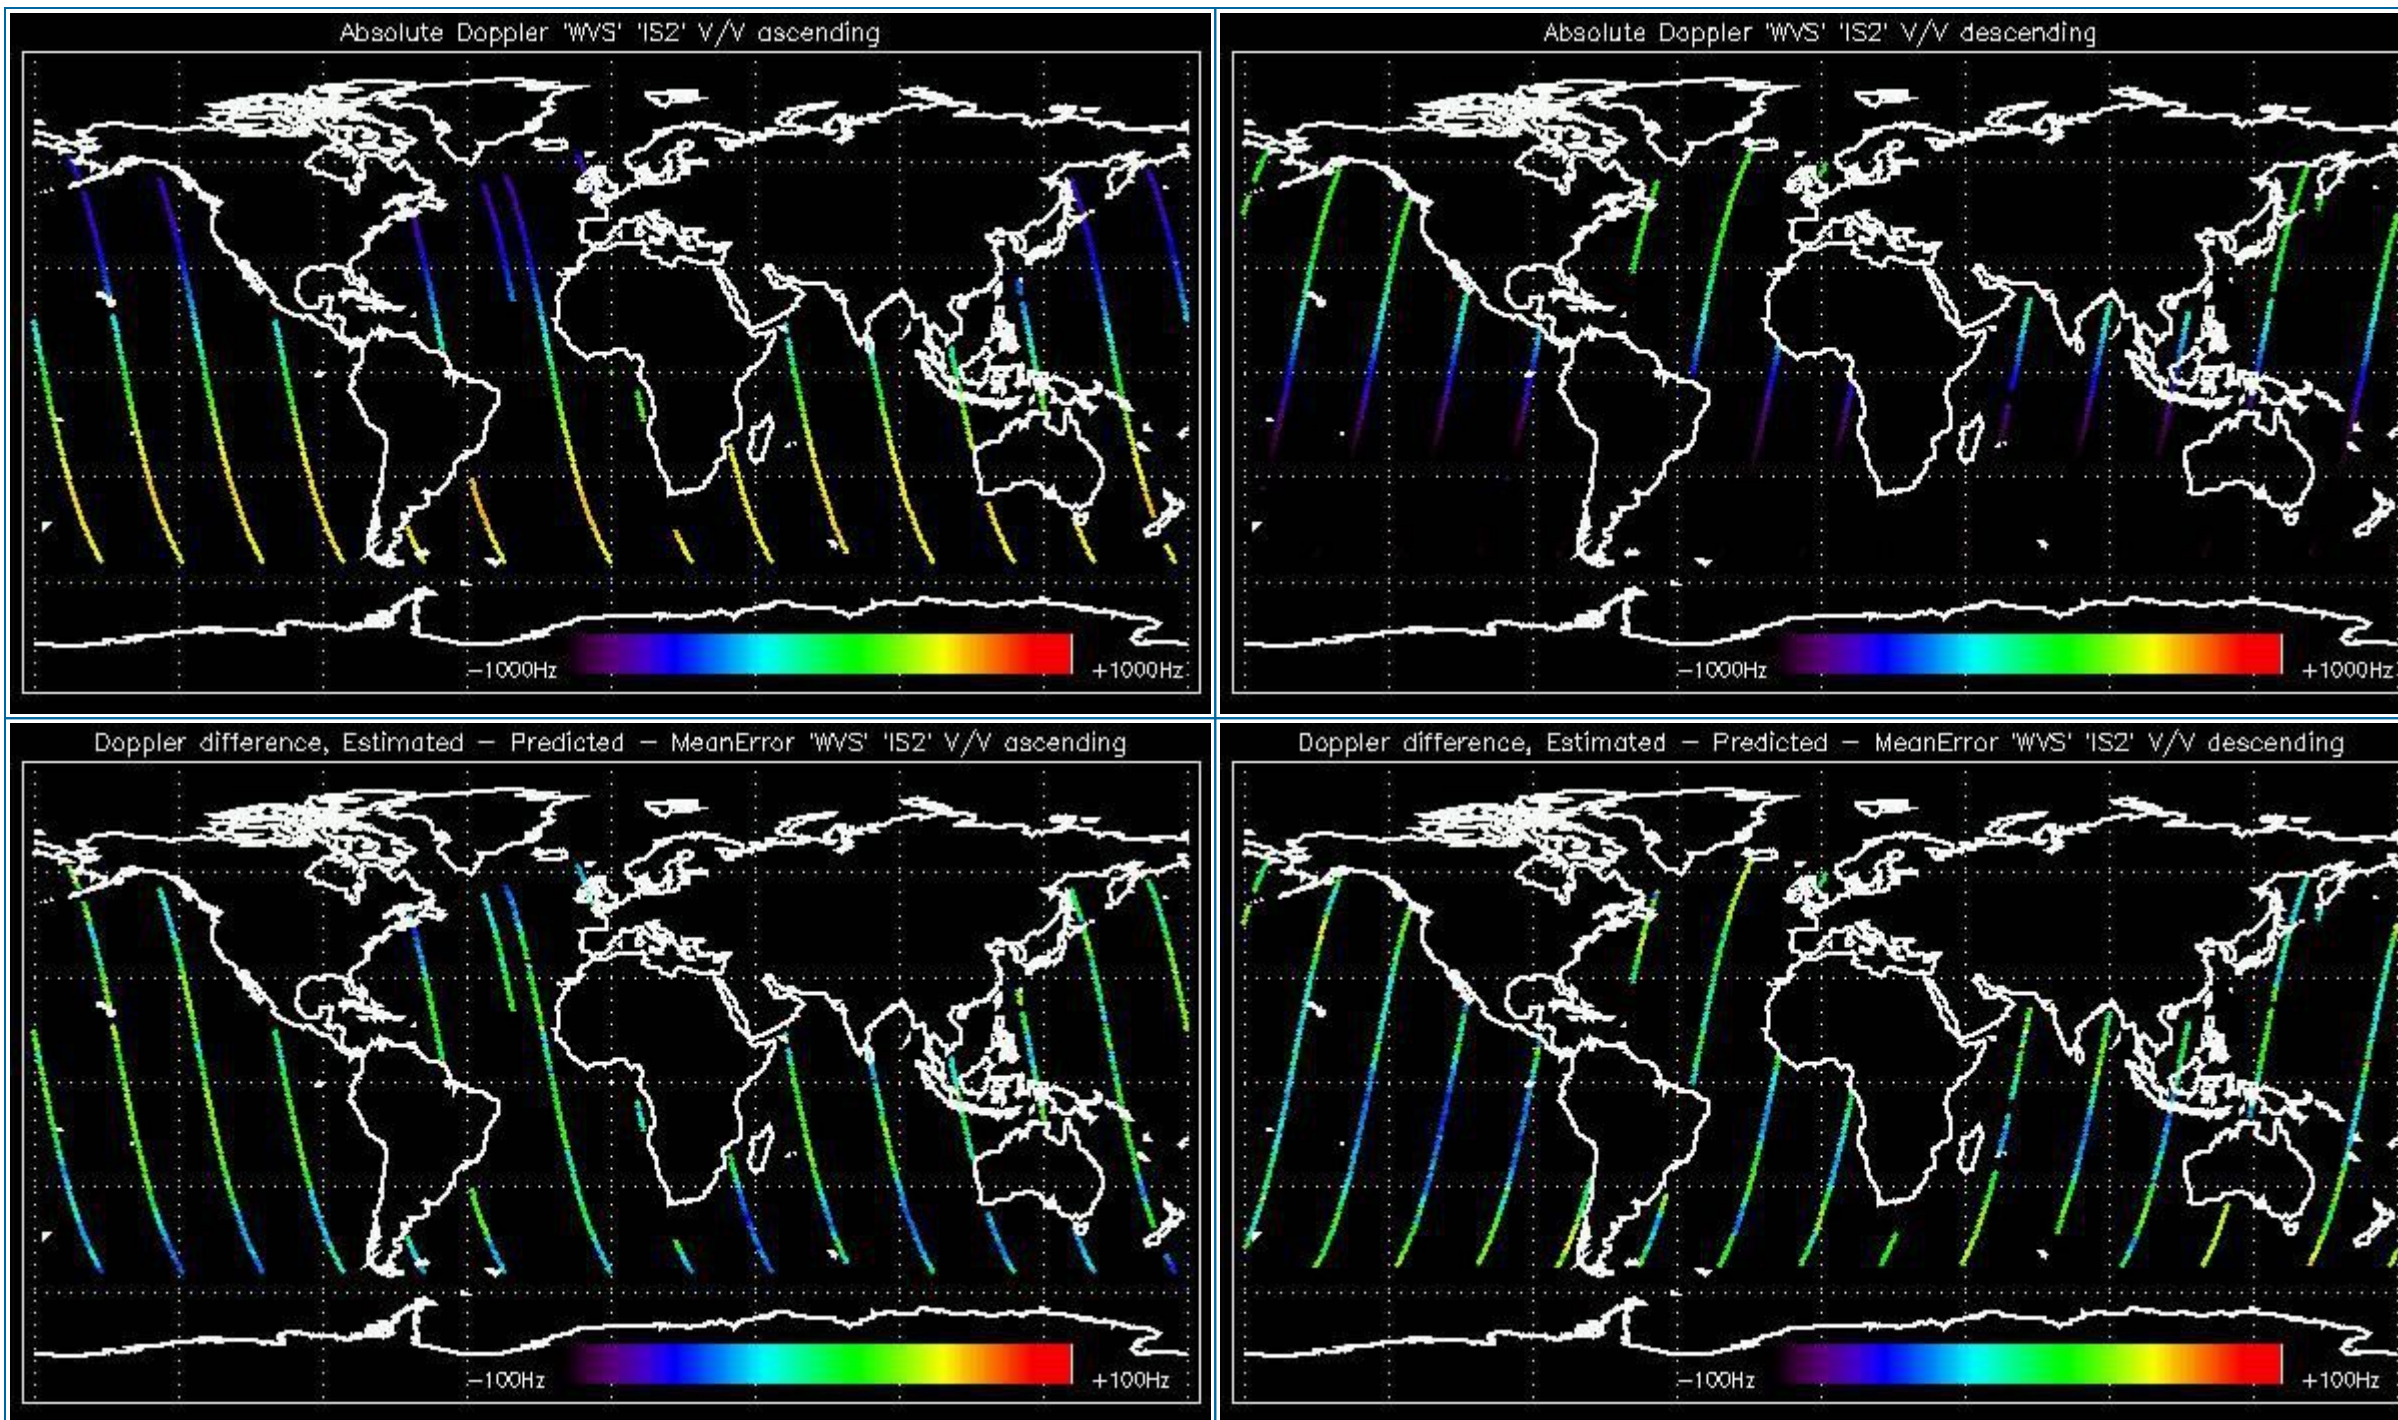 Absolute Doppler 'WVS' 'IS2' V/V ascending
-1000Hz
+1000Hz
Absolute Doppler 'WVS' 'IS2' V/V descending
-1000Hz
+1000Hz
Doppler difference, Estimated - Predicted - MeanError 'WVS' 'IS2' V/V ascending
-100Hz
+100Hz
Doppler difference, Estimated - Predicted - MeanError 'WVS' 'IS2' V/V descending
-100Hz
+100Hz